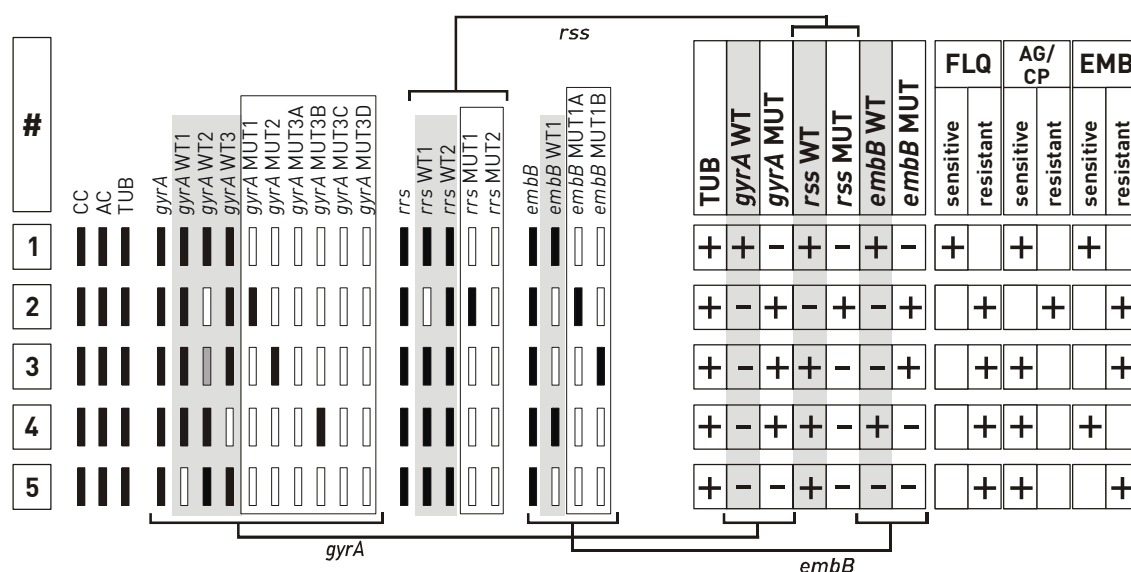 rss
#
CC
AC
TUB
gyrA
gyrA WT1
gyrA WT2
gyrA WT3
gyrA MUT1
gyrA MUT2
gyrA MUT3A
gyrA MUT3B
gyrA MUT3C
gyrA MUT3D
rrs
rrs WT1
rrs WT2
rrs MUT1
rrs MUT2
embB
embB WT1
embB MUT1A
embB MUT1B
TUB
gyrA WT
gyrA MUT
rss WT
rss MUT
embB WT
embB MUT
FLQ
AG/
CP
EMB
sensitive
resistant
sensitive
resistant
sensitive
resistant
1 + + − + − + − + + +
2 + − + − + − + + + +
3 + − + + − − + + + +
4 + − + + − + − + + +
5 + − − + − − − + + +
gyrA
embB